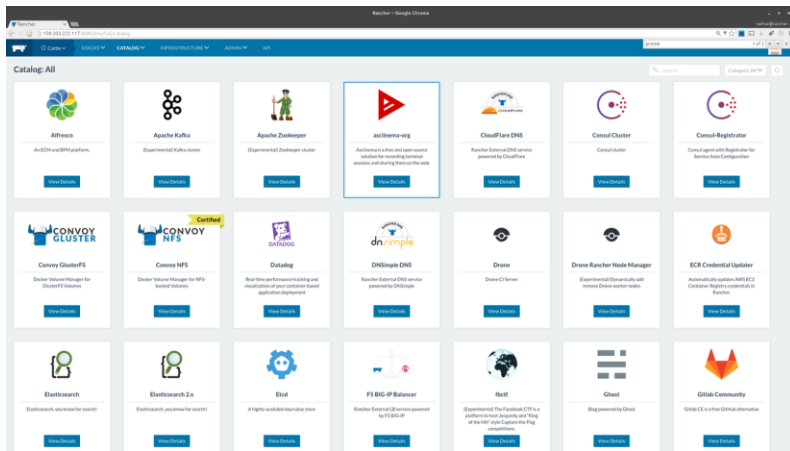 Rancher - Google Chrome
Rancher
Cattle STACKS CATALOG INFRASTRUCTURE ADMIN API
prome
Catalog: All
Search...
Category: All
Alfresco
An ECM and BPM platform.
View Details
Apache Kafka
(Experimental) Kafka cluster
View Details
Apache Zookeeper
(Experimental) Zookeeper cluster
View Details
asciinema-org
Asciinema is a free and open-source
solution for recording terminal
sessions and sharing them on the web.
View Details
CloudFlare DNS
Rancher External DNS service
powered by CloudFlare
View Details
Consul Cluster
Consul cluster
View Details
Consul-Registrator
Consul agent with Registrator for
Service Auto Configuration
View Details
CONVOY
GLUSTER
Convoy GlusterFS
Docker Volume Manager for
GlusterFS Volumes
View Details
Certified
CONVOY
NFS
Convoy NFS
Docker Volume Manager for NFS-
backed Volumes
View Details
DATADOG
Datadog
Real-time performance tracking and
visualization of your container-based
application deployment
View Details
dnsimple
DNSimple DNS
Rancher External DNS service
powered by DNSimple
View Details
Drone
Drone CI Server
View Details
Drone Rancher Node Manager
(Experimental) Dynamically add
remove Drone worker nodes
View Details
ECR Credential Updater
Automatically updates AWS EC2
Container Registry credentials in
Rancher.
View Details
Elasticsearch
Elasticsearch, you know for search!
View Details
Elasticsearch 2.x
Elasticsearch, you know for search!
View Details
Etcd
A highly-available key/value store
View Details
F5 BIG-IP Balancer
Rancher External LB service powered
by F5 BIG-IP
View Details
fbctf
(Experimental) The Facebook CTF is a
platform to host Jeopardy and "King
of the Hill" style Capture the Flag
competitions.
View Details
Ghost
Blog powered by Ghost
View Details
Gitlab Community
Gitlab CE is a free GitHub alternative
View Details